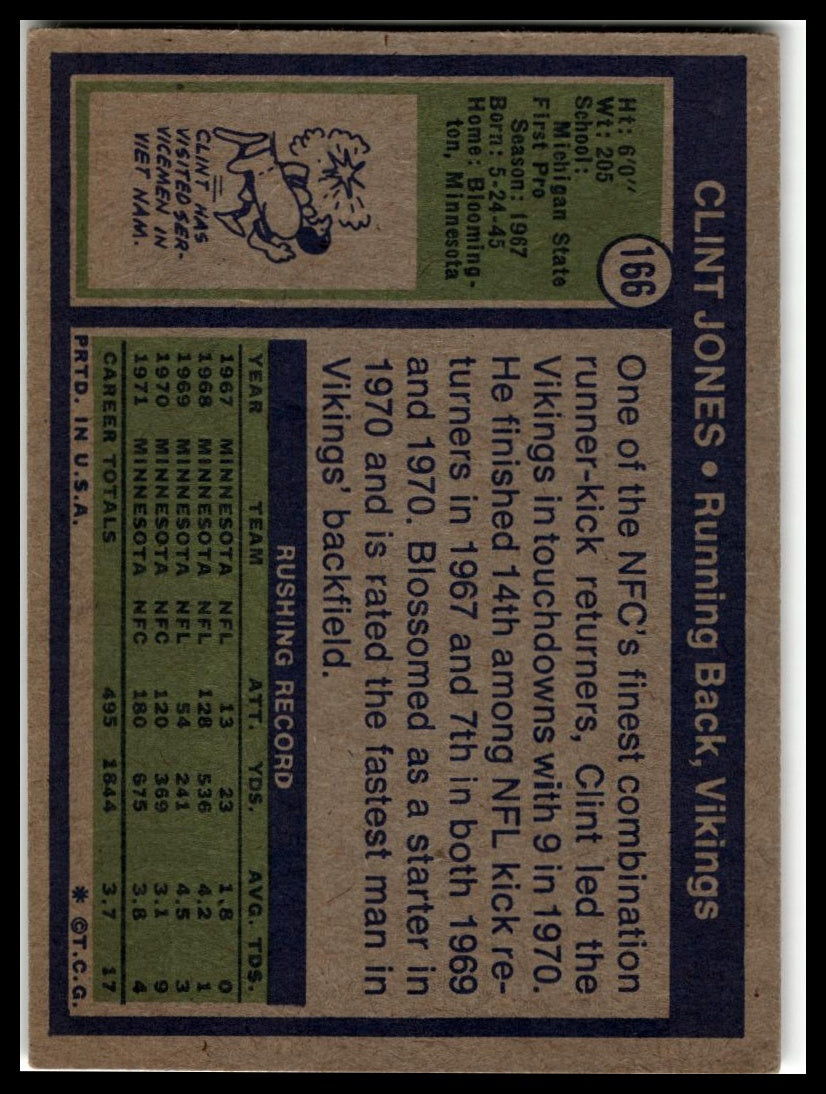 CLINT JONES • Running Back, Vikings
166
Ht: 6'0"
Wt: 205
School:
Michigan State
First Pro
Season: 1967
Born: 5-24-45
Home: Blooming-
ton, Minnesota
CLINT HAS
VISITED SER-
VICEMEN IN
VIET NAM.
One of the NFC's finest combination
runner-kick returners, Clint led the
Vikings in touchdowns with 9 in 1970.
He finished 14th among NFL kick re-
turners in 1967 and 7th in both 1969
and 1970. Blossomed as a starter in
1970 and is rated the fastest man in
Vikings' backfield.
RUSHING RECORD
YEAR TEAM ATT. YDS. AVG. TDS.
1967 MINNESOTA NFL 13 23 1.8 0
1968 MINNESOTA NFL 128 536 4.2 1
1969 MINNESOTA NFL 54 241 4.5 3
1970 MINNESOTA NFC 120 369 3.1 9
1971 MINNESOTA NFC 180 675 3.8 4
CAREER TOTALS 495 1844 3.7 17
PRTD. IN U.S.A. * ©T.C.G.